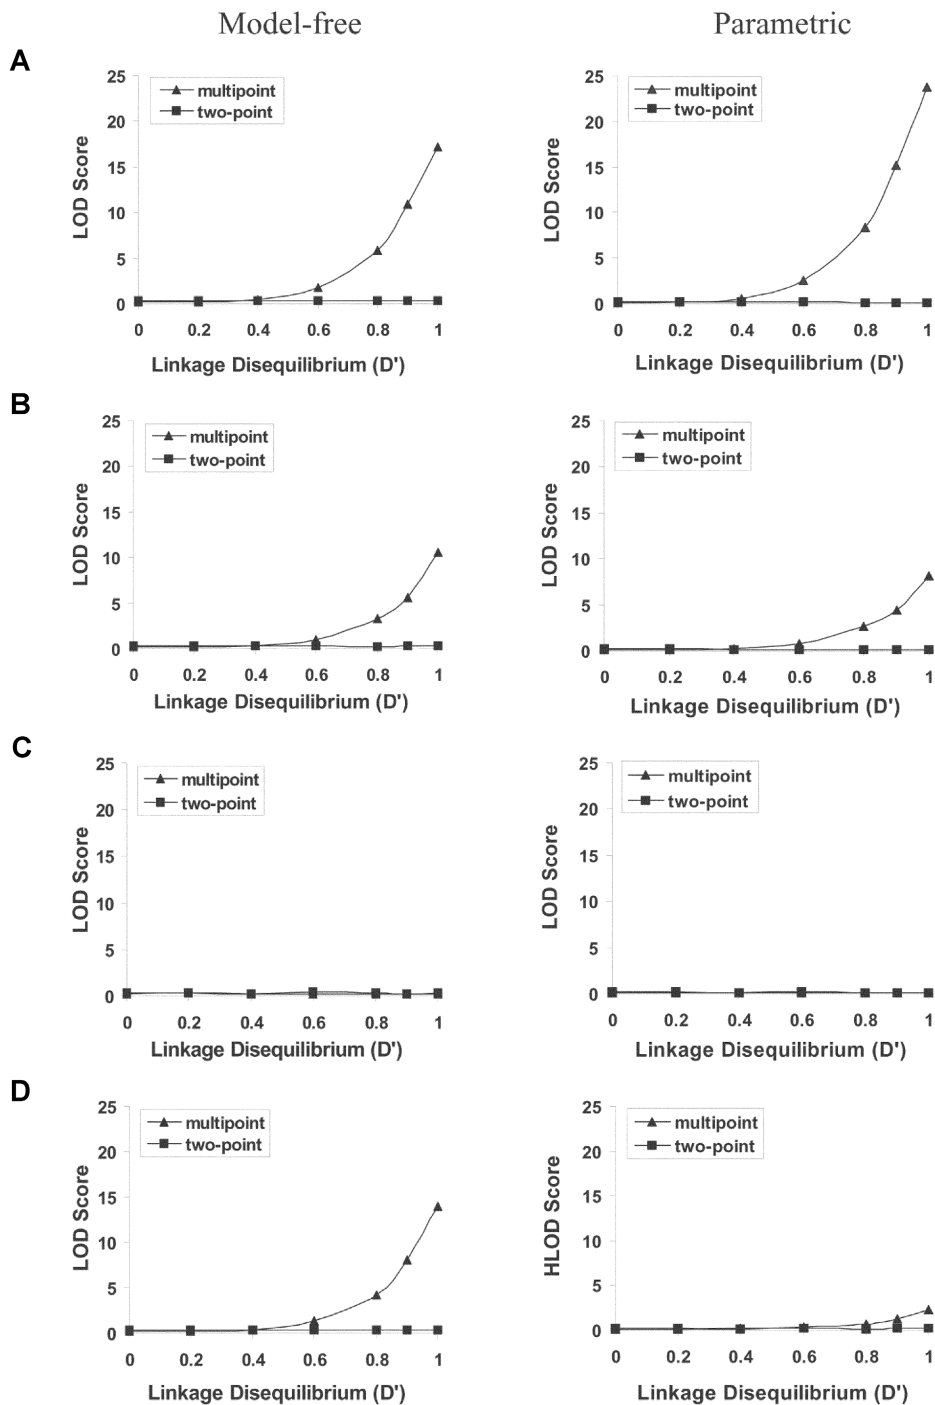 Model-free Parametric
A
25 multipoint
two-point
20
15
10
5
0
LOD Score
0 0.2 0.4 0.6 0.8 1
Linkage Disequilibrium (D')
25 multipoint
two-point
20
15
10
5
0
LOD Score
0 0.2 0.4 0.6 0.8 1
Linkage Disequilibrium (D')
B
25 multipoint
two-point
20
15
10
5
0
LOD Score
0 0.2 0.4 0.6 0.8 1
Linkage Disequilibrium (D')
25 multipoint
two-point
20
15
10
5
0
LOD Score
0 0.2 0.4 0.6 0.8 1
Linkage Disequilibrium (D')
C
25 multipoint
two-point
20
15
10
5
0
LOD Score
0 0.2 0.4 0.6 0.8 1
Linkage Disequilibrium (D')
25 multipoint
two-point
20
15
10
5
0
LOD Score
0 0.2 0.4 0.6 0.8 1
Linkage Disequilibrium (D')
D
25 multipoint
two-point
20
15
10
5
0
LOD Score
0 0.2 0.4 0.6 0.8 1
Linkage Disequilibrium (D')
25 multipoint
two-point
20
15
10
5
0
HLOD Score
0 0.2 0.4 0.6 0.8 1
Linkage Disequilibrium (D')